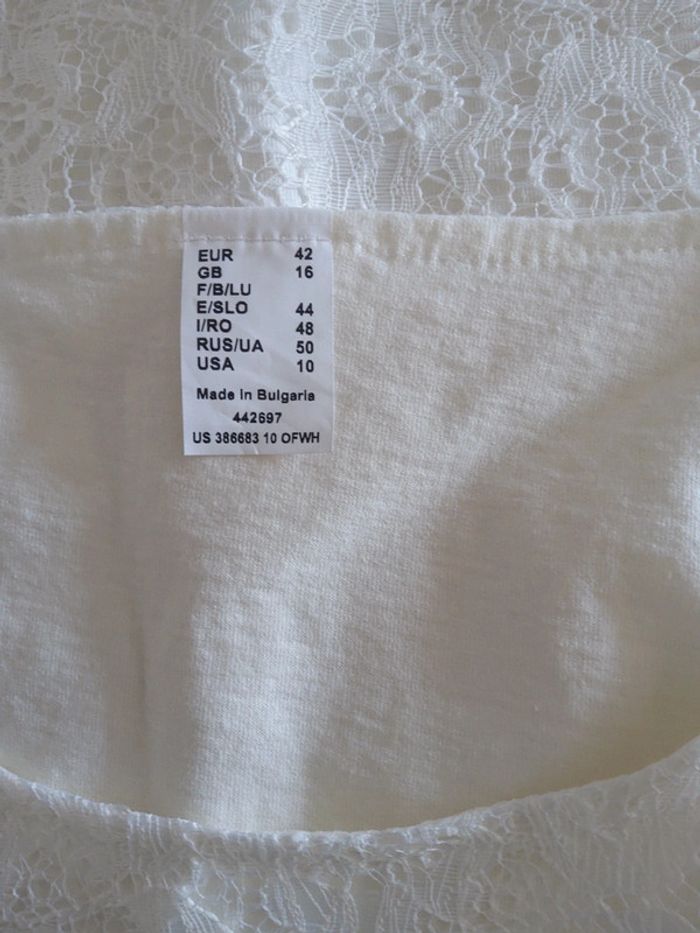 EUR 42
GB 16
F/B/LU
E/SLO 44
I/RO 48
RUS/UA 50
USA 10
Made in Bulgaria
442697
US 386683 10 OFWH